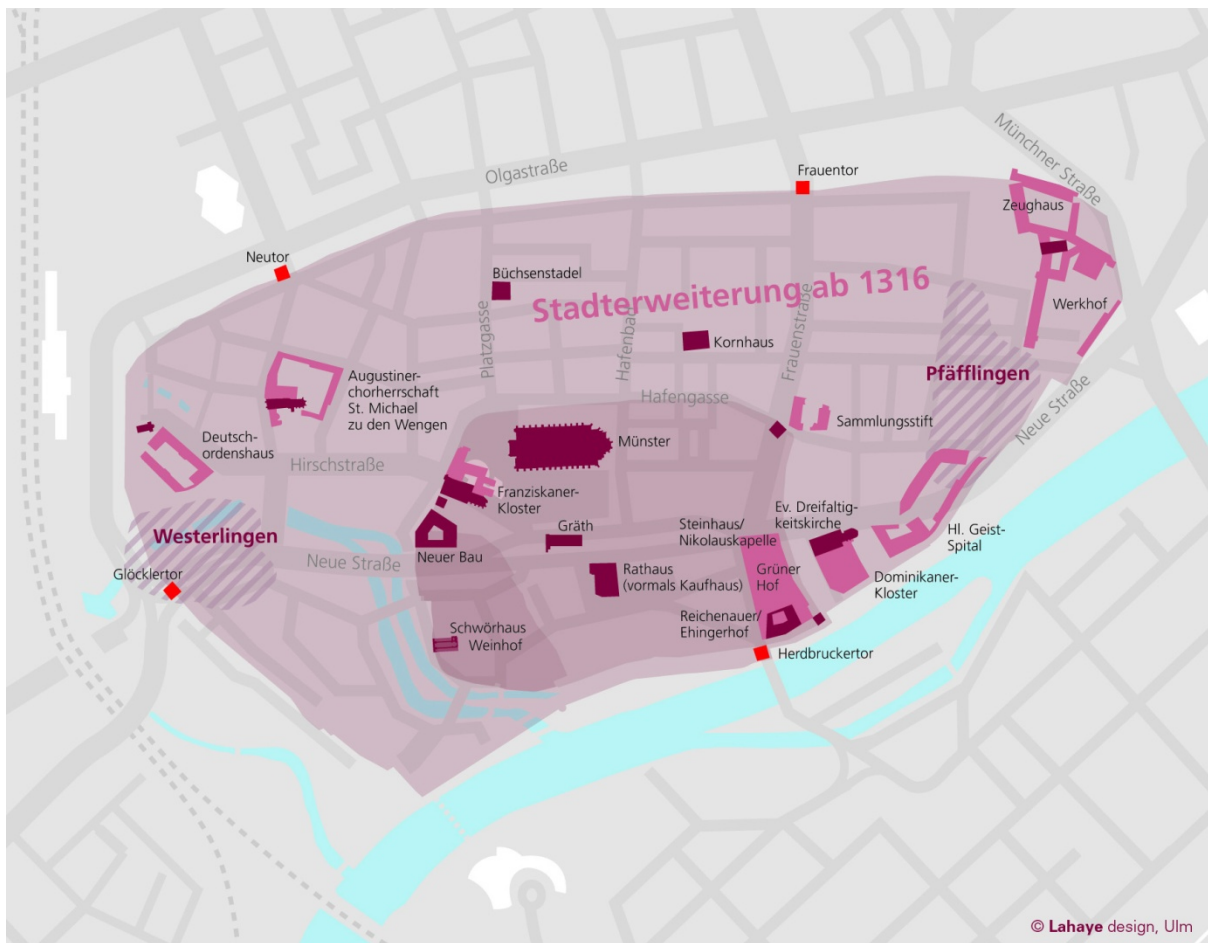 Münchner Straße
Olgastraße
Frauentor
Zeughaus
Neutor
Büchsenstadel
Stadterweiterung ab 1316
Werkhof
Platzgasse
Hafenbad
Kornhaus
Frauenstraße
Pfäfflingen
Augustiner-
chorherrschaft
St. Michael
zu den Wengen
Hafengasse
Neue Straße
Sammlungsstift
Deutsch-
ordenshaus
Hirschstraße
Münster
Franziskaner-
Kloster
Ev. Dreifaltig-
keitskirche
Steinhaus/
Nikolauskapelle
Gräth
Westerlingen
Neuer Bau
Neue Straße
Hl. Geist-
Spital
Glöcklertor
Rathaus
(vormals Kaufhaus)
Grüner
Hof
Dominikaner-
Kloster
Reichenauer/
Ehingerhof
Schwörhaus
Weinhof
Herdbruckertor
© Lahaye design, Ulm